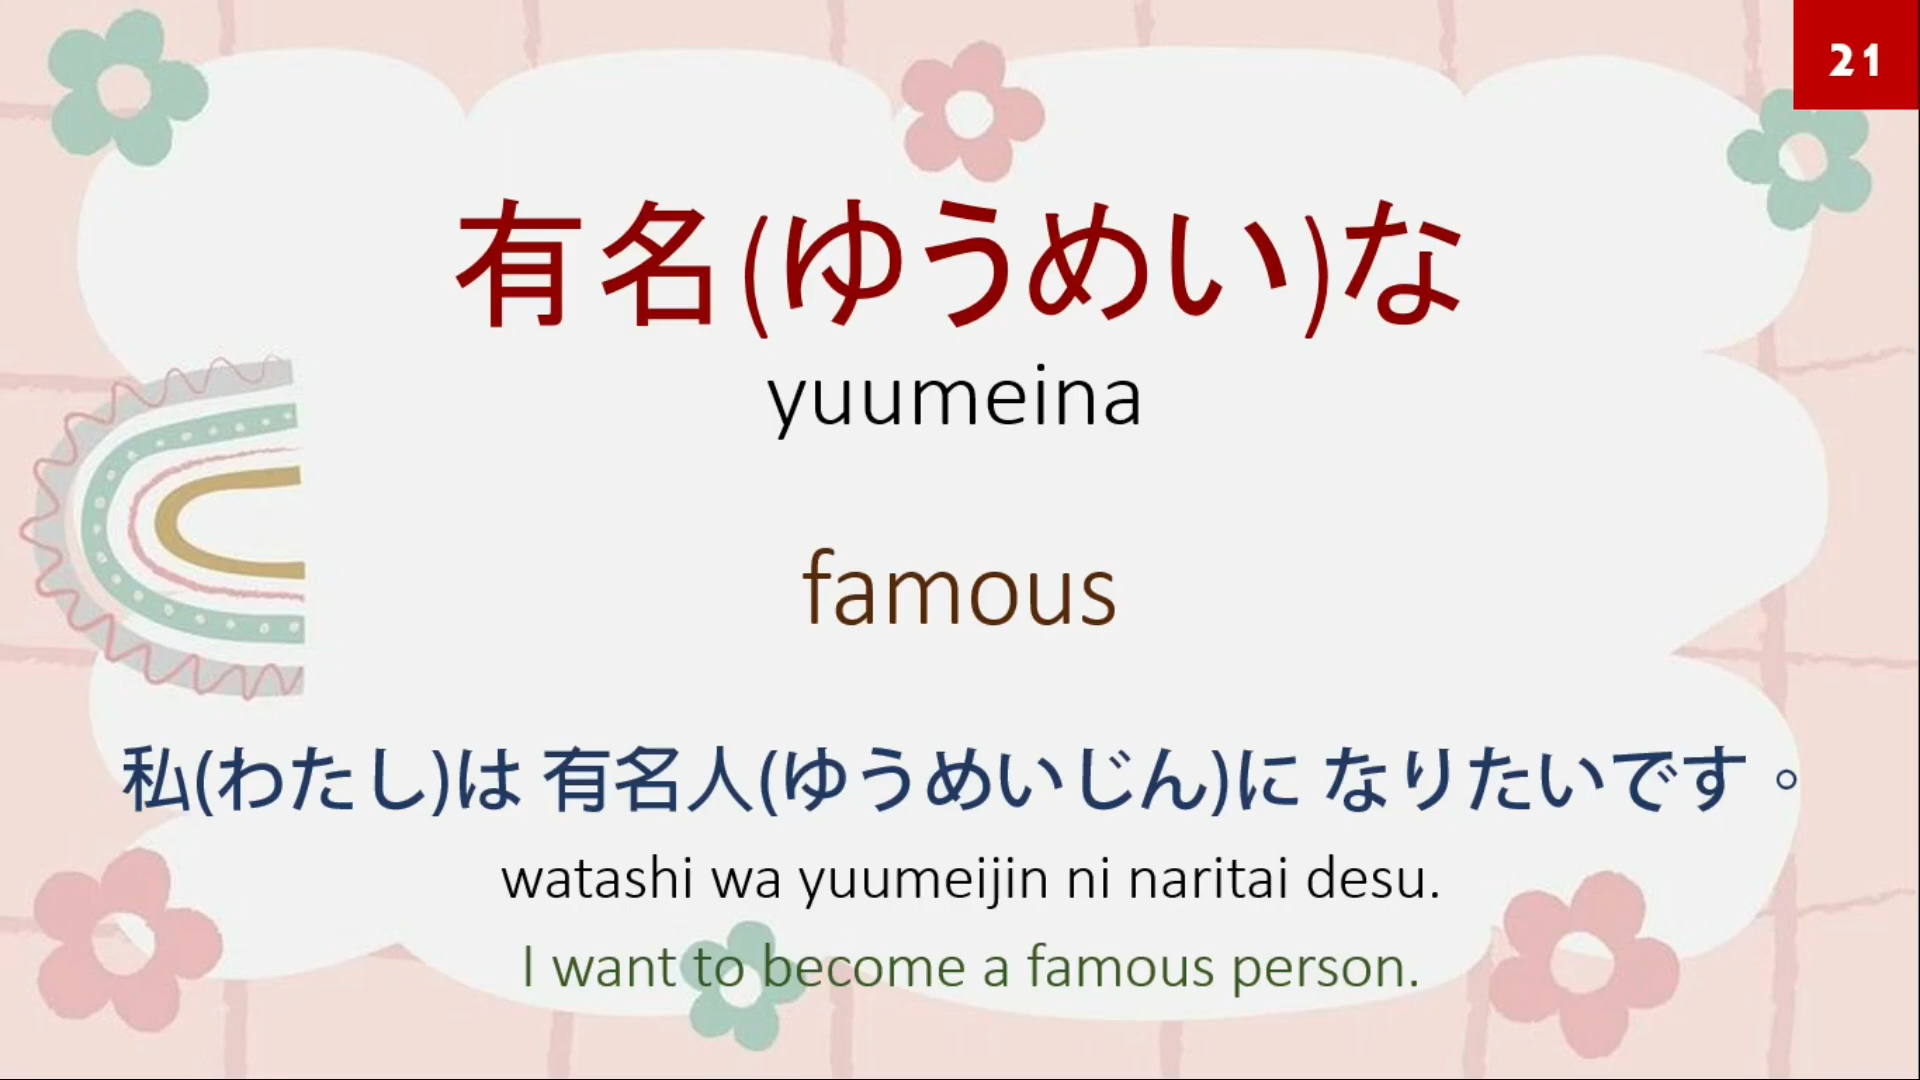 21
有名(ゆうめい)な
yuumeina
famous
私(わたし)は 有名人(ゆうめいじん)に なりたいです。
watashi wa yuumeijin ni naritai desu.
I want to become a famous person.